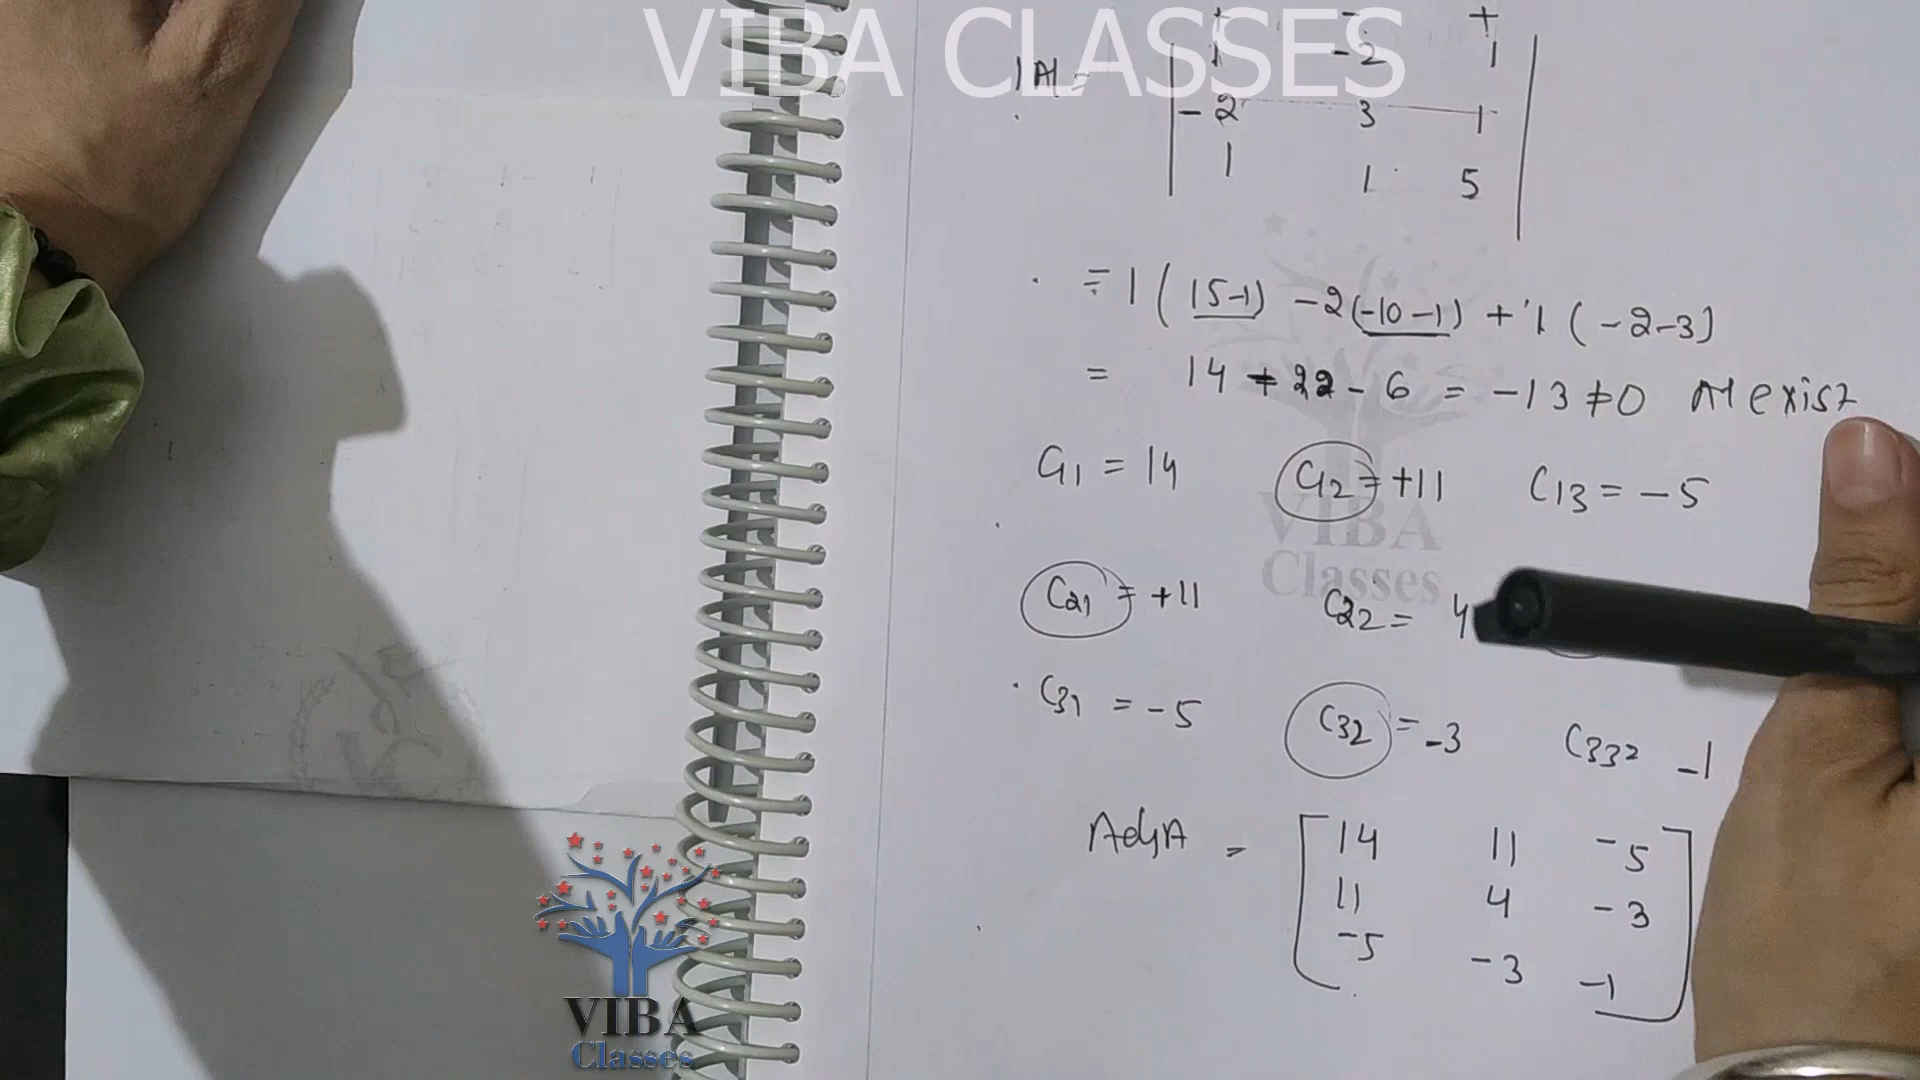 VIBA CLASSES
+ - +
|A| = | 1 -2 1 |
| -2 3 1 |
| 1 1 5 |
= 1 ( 15-1) -2(-10-1) + 1 ( -2-3)
= 14 + 22 - 6 = -13 ≠ 0 A-1 exist
C11 = 14 C12 = +11 C13 = -5
VIBA
Classes
C21 = +11 C22 = 4
C31 = -5 C32 = -3 C33 = -1
AdjA = [ 14 11 -5
11 4 -3
-5 -3 -1 ]
VIBA
Classes